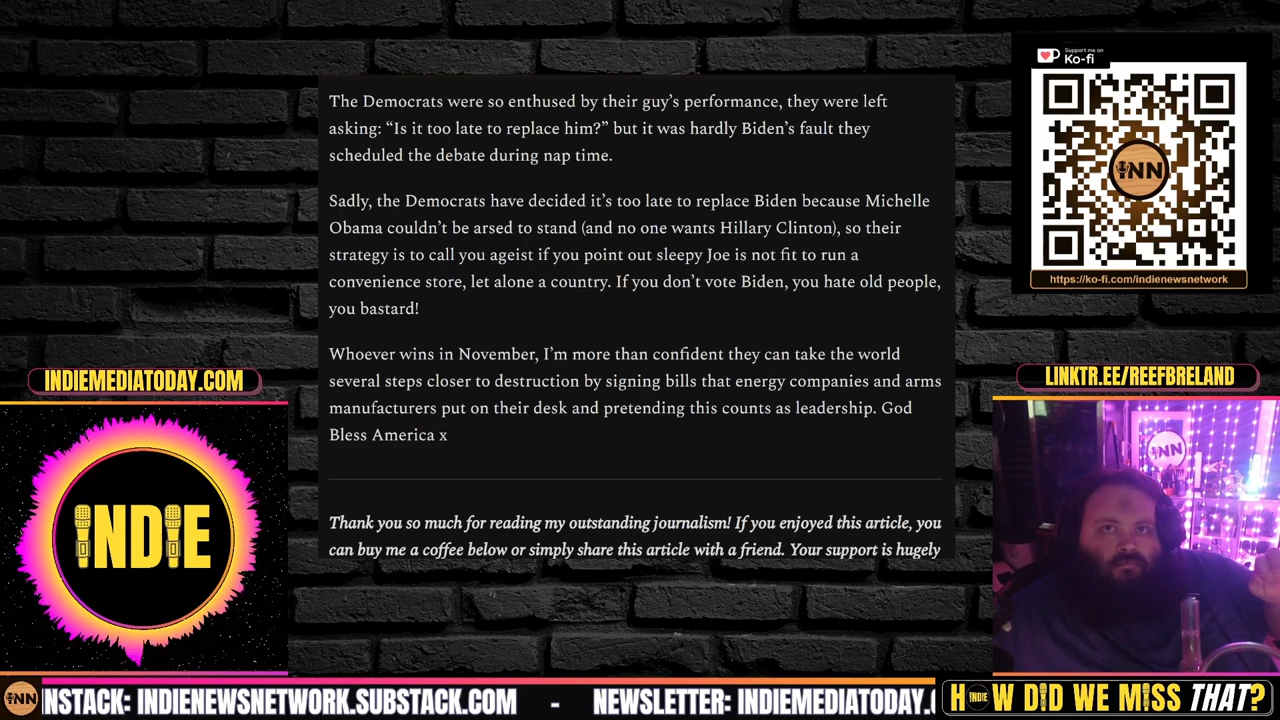 The Democrats were so enthused by their guy's performance, they were left
asking: “Is it too late to replace him?” but it was hardly Biden's fault they
scheduled the debate during nap time.
Sadly, the Democrats have decided it's too late to replace Biden because Michelle
Obama couldn't be arsed to stand (and no one wants Hillary Clinton), so their
strategy is to call you ageist if you point out sleepy Joe is not fit to run a
convenience store, let alone a country. If you don't vote Biden, you hate old people,
you bastard!
Whoever wins in November, I'm more than confident they can take the world
several steps closer to destruction by signing bills that energy companies and arms
manufacturers put on their desk and pretending this counts as leadership. God
Bless America x
Thank you so much for reading my outstanding journalism! If you enjoyed this article, you
can buy me a coffee below or simply share this article with a friend. Your support is hugely
Support me on
Ko-fi
INN
https://ko-fi.com/indienewsnetwork
INDIEMEDIATODAY.COM
LINKTR.EE/REEFBRELAND
INDIE
INN
INN
NSTACK: INDIENEWSNETWORK.SUBSTACK.COM - NEWSLETTER: INDIEMEDIATODAY.C
HOW DID WE MISS THAT?
INDIE